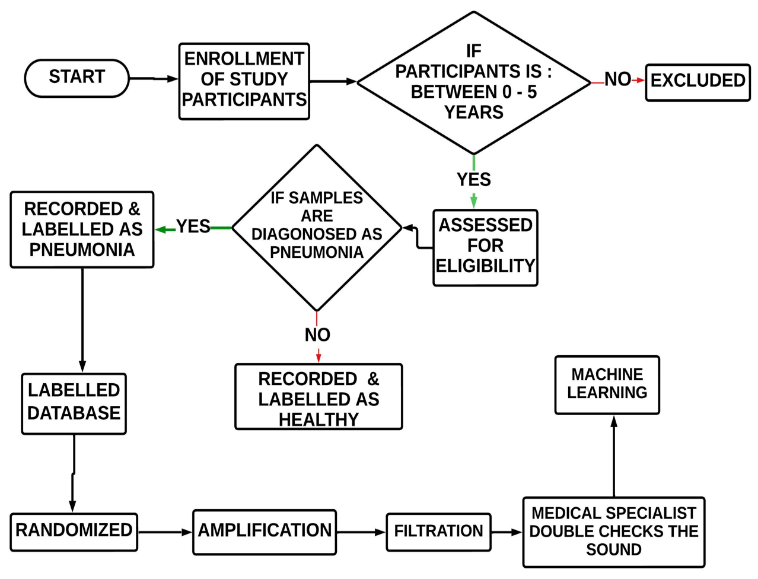 START
ENROLLMENT
OF STUDY
PARTICIPANTS
IF
PARTICIPANTS IS :
BETWEEN 0 - 5
YEARS
NO
EXCLUDED
YES
ASSESSED
FOR
ELIGIBILITY
IF SAMPLES
ARE
DIAGONOSED AS
PNEUMONIA
YES
RECORDED &
LABELLED AS
PNEUMONIA
NO
RECORDED &
LABELLED AS
HEALTHY
LABELLED
DATABASE
RANDOMIZED
AMPLIFICATION
FILTRATION
MEDICAL SPECIALIST
DOUBLE CHECKS THE
SOUND
MACHINE
LEARNING